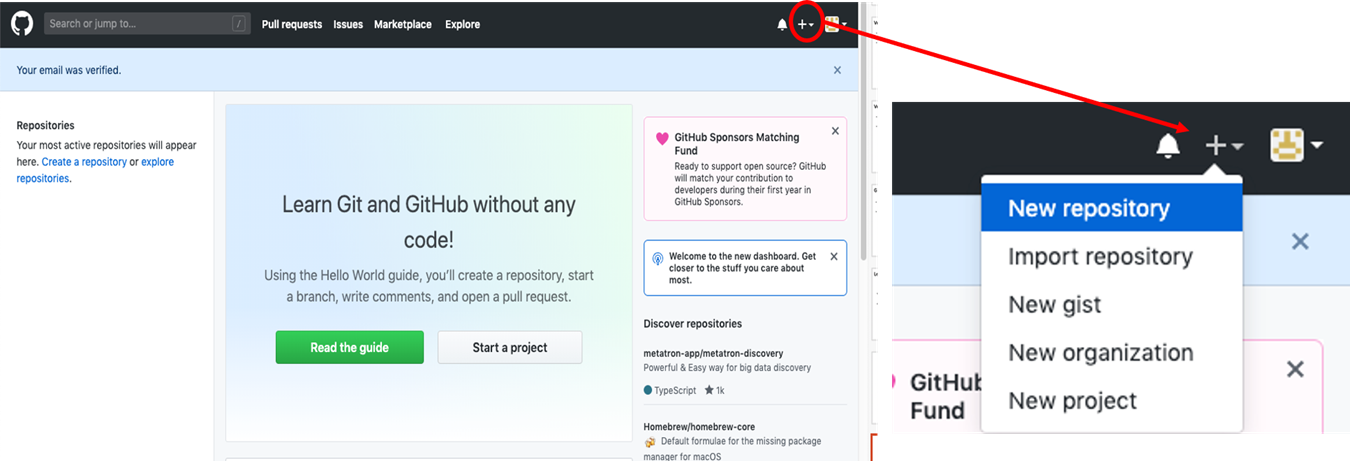 Search or jump to... /
Pull requests Issues Marketplace Explore
Your email was verified.
Repositories
Your most active repositories will appear
here. Create a repository or explore
repositories.
Learn Git and GitHub without any
code!
Using the Hello World guide, you’ll create a repository, start
a branch, write comments, and open a pull request.
Read the guide
Start a project
GitHub Sponsors Matching
Fund
Ready to support open source? GitHub
will match your contribution to
developers during their first year in
GitHub Sponsors.
Welcome to the new dashboard. Get
closer to the stuff you care about
most.
Discover repositories
metatron-app/metatron-discovery
Powerful & Easy way for big data discovery
TypeScript 1k
Homebrew/homebrew-core
Default formulae for the missing package
manager for macOS
New repository
Import repository
New gist
New organization
New project
GitHub
Fund